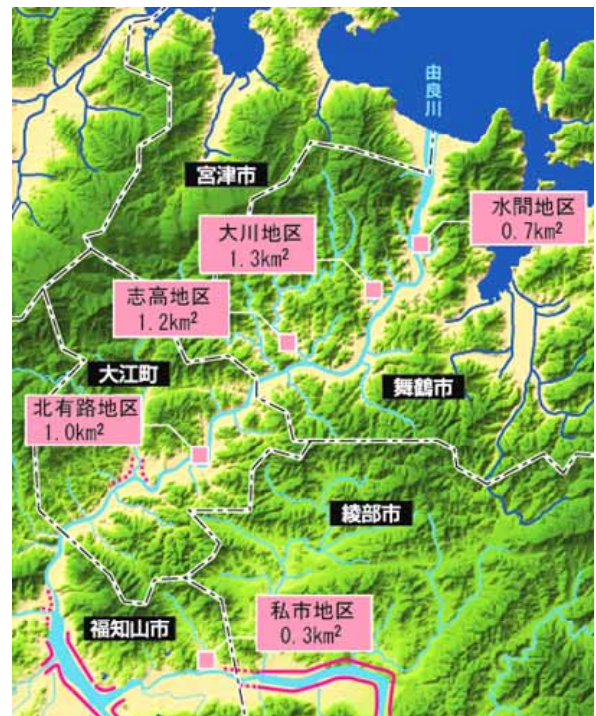 由良川
宮津市
水間地区
0.7km²
大川地区
1.3km²
志高地区
1.2km²
大江町
舞鶴市
北有路地区
1.0km²
綾部市
私市地区
0.3km²
福知山市